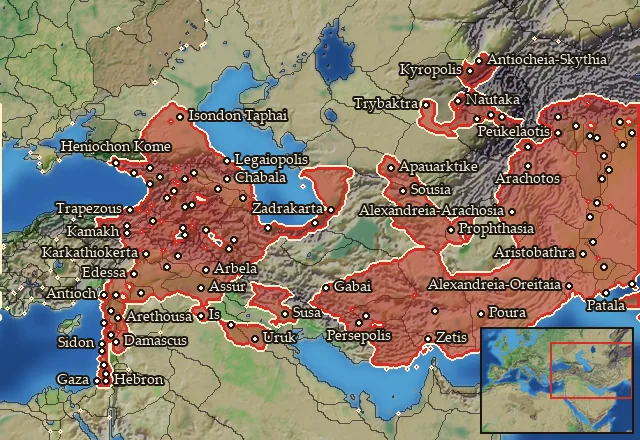 Antiocheia-Skythia
Kyropolis
Trybaktra
Nautaka
Isondon Taphai
Peukelaotis
Heniochon Kome
Legaiopolis
Apauarktike
Arachotos
Chabala
Sousia
Trapezous
Zadrakarta
Alexandreia-Arachosia
Kamakh
Prophthasia
Karkathiokerta
Aristobathra
Edessa
Arbela
Antioch
Assur
Gabai
Alexandreia-Oreitaia
Patala
Arethousa
Is
Susa
Poura
Sidon
Damascus
Uruk
Persepolis
Zetis
Gaza
Hebron